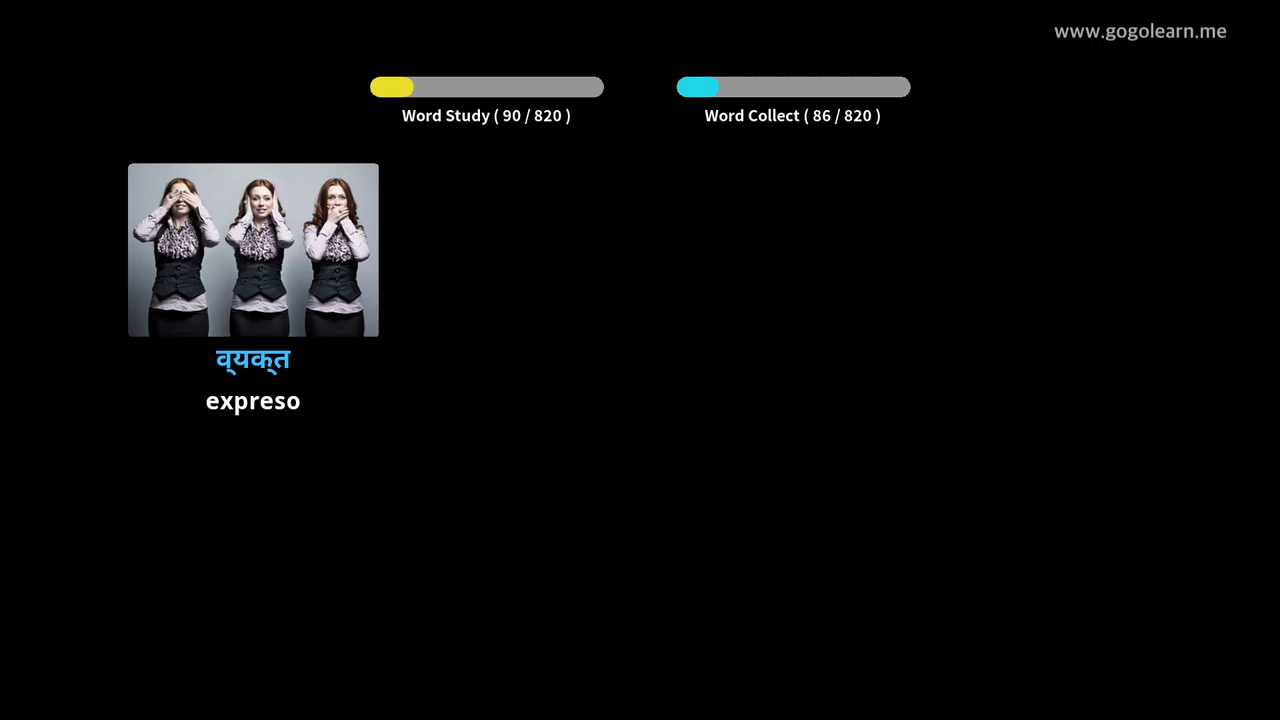 www.gogolearn.me
Word Study ( 90 / 820 )
Word Collect ( 86 / 820 )
व्यक्त
expreso